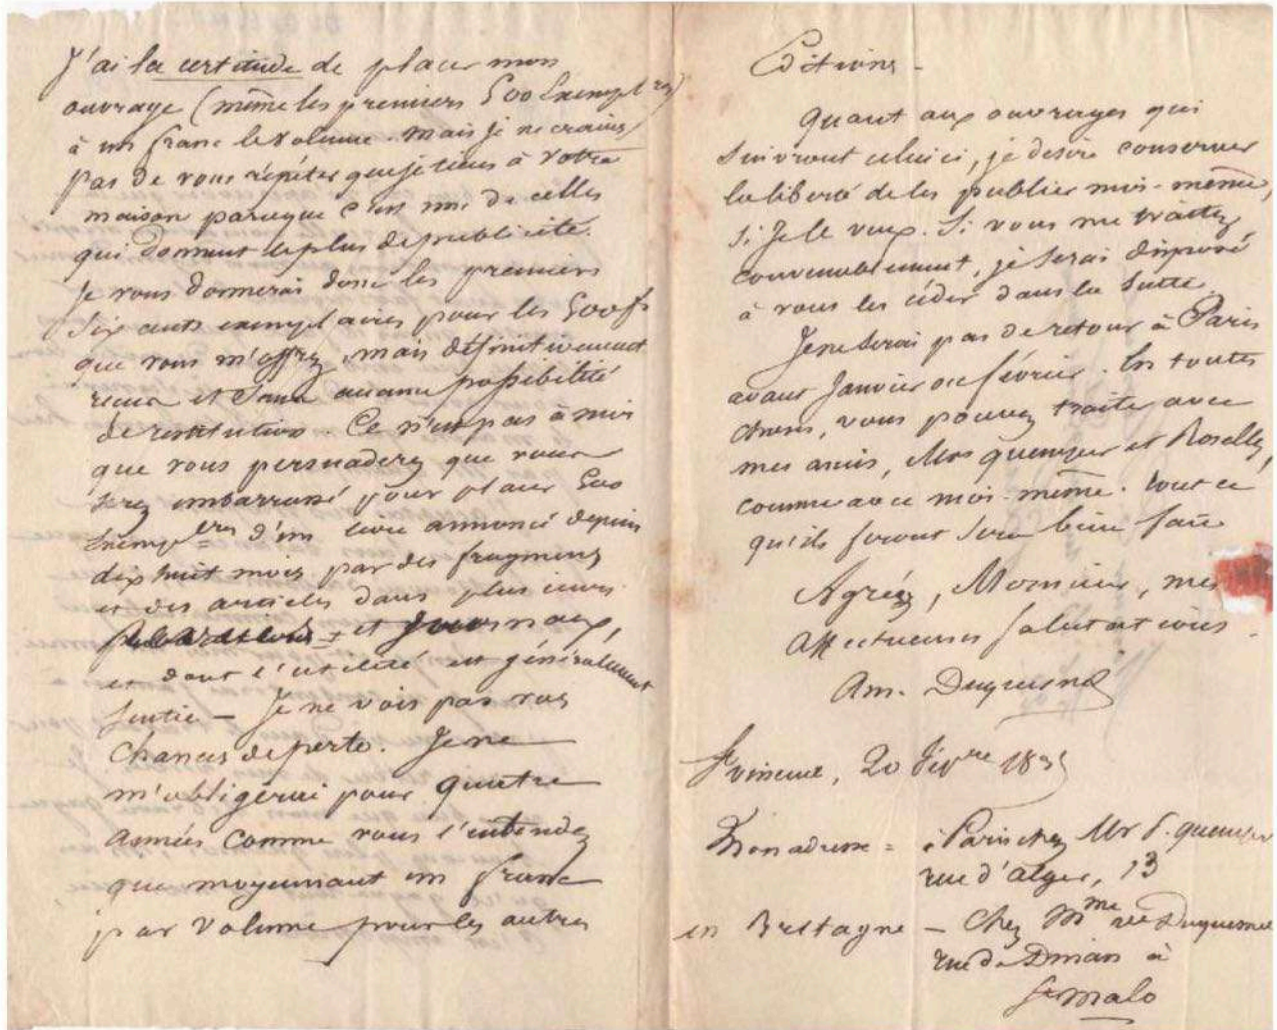 J'ai la certitude de placer mon
ouvrage (même les premiers 500 Exempl.res)
à un franc le volume. Mais je ne crains
pas de vous répéter que je tiens à votre
maison parceque c'est une de celles
qui donnent le plus de publicité.
Je vous donnerai donc les premiers
six cents exemplaires pour les 500 f.
que vous m'offrez, mais définitivement
reçus et sans aucune possibilité
de restitution. Ce n'est pas à moi
que vous persuaderez que vous
serez embarrassé pour placer 500
Exempl.res d'un livre annoncé depuis
dix huit mois par des fragmens
et des articles dans plusieurs
et Journaux,
et dont l'utilité est généralement
sentie — Je ne vois pas vos
chances de perte. Je ne
m'obligerai pour quatre
années comme vous l'entendez
que moyennant un franc
par volume pour les autres
Editions –
Quant aux ouvrages qui
suivront celui ci, je desire conserver
la liberté de les publier moi-même,
si je le veux. Si vous me traitez
convenablement, je serai disposé
à vous les céder dans la suite.
Je ne serai pas de retour à Paris
avant Janvier ou février. En toutes
choses, vous pouvez traiter avec
mes amis, Mrs quemper et Roselly,
comme avec moi-même. tout ce
qu'ils feront sera bien fait
Agréez, Monsieur, mes
affectueuses salutations.
Am. Duquesnel
20 1835
Mon adresse = à Paris chez Mr P. quemper
rue d'alger, 13
en Bretagne – Chez Mme ve Duquesnel
rue de Dinan à
St malo